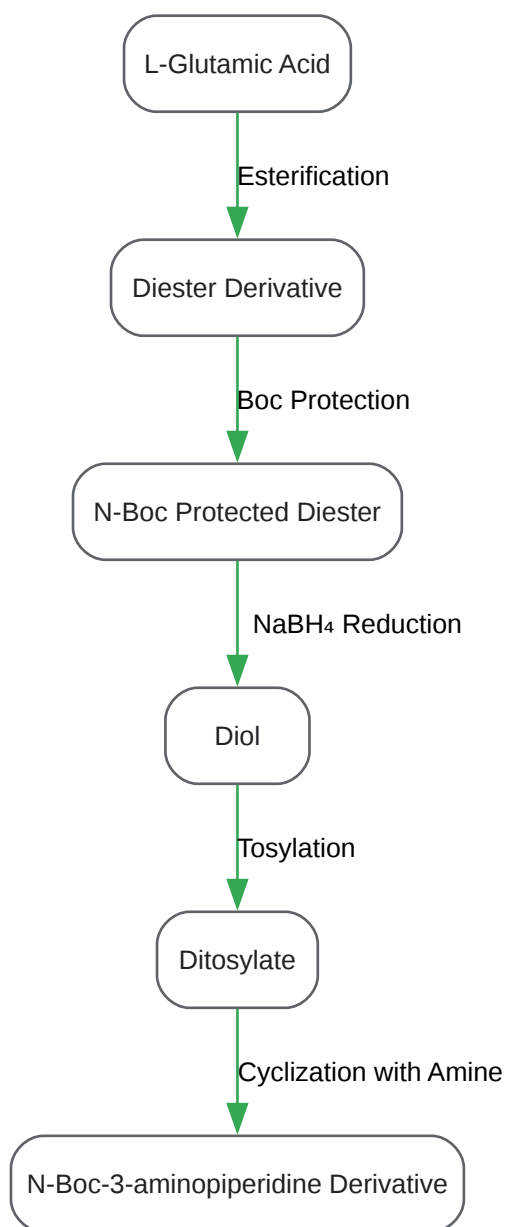 L-Glutamic Acid
Esterification
Diester Derivative
Boc Protection
N-Boc Protected Diester
NaBH₄ Reduction
Diol
Tosylation
Ditosylate
Cyclization with Amine
N-Boc-3-aminopiperidine Derivative